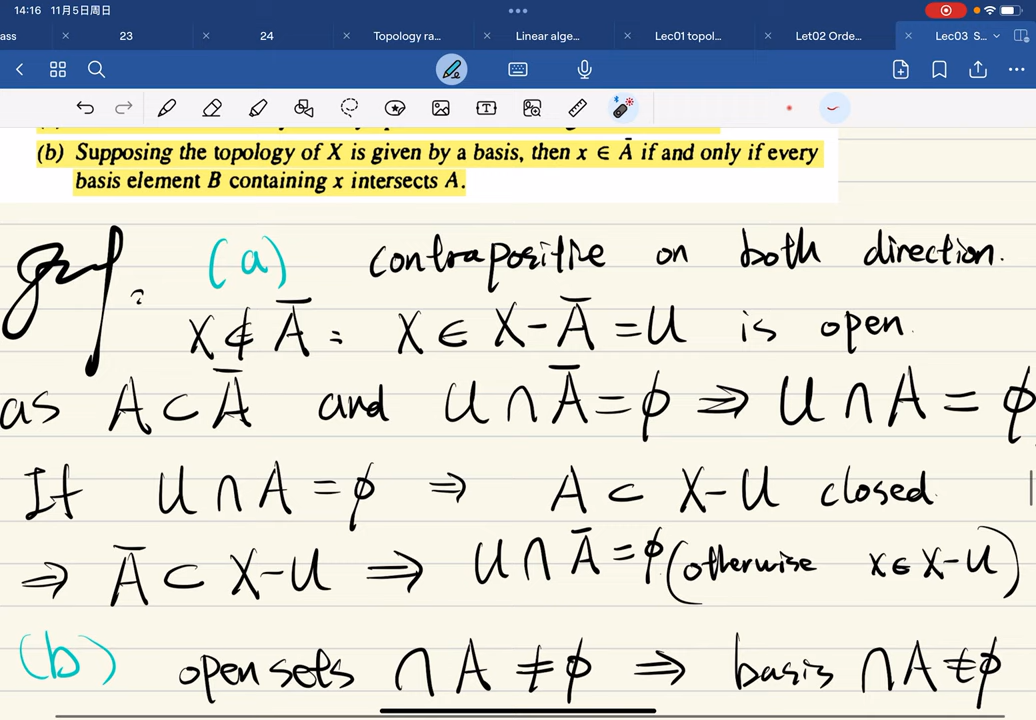 14:16 11月5日周日
ass 23 24 Topology ra... Linear alge... Lec01 topol... Let02 Orde... Lec03 S...
(b) Supposing the topology of X is given by a basis, then x ∈ Ā if and only if every
basis element B containing x intersects A.
(a) contrapositive on both direction.
x ∉ Ā = x ∈ X - Ā = U is open.
as A ⊂ Ā and U ∩ Ā = ϕ ⇒ U ∩ A = ϕ
If U ∩ A = ϕ ⇒ A ⊂ X-U closed.
⇒ Ā ⊂ X-U ⇒ U ∩ Ā = ϕ (otherwise x ∈ X-U)
(b) open sets ∩ A ≠ ϕ ⇒ basis ∩ A ≠ ϕ